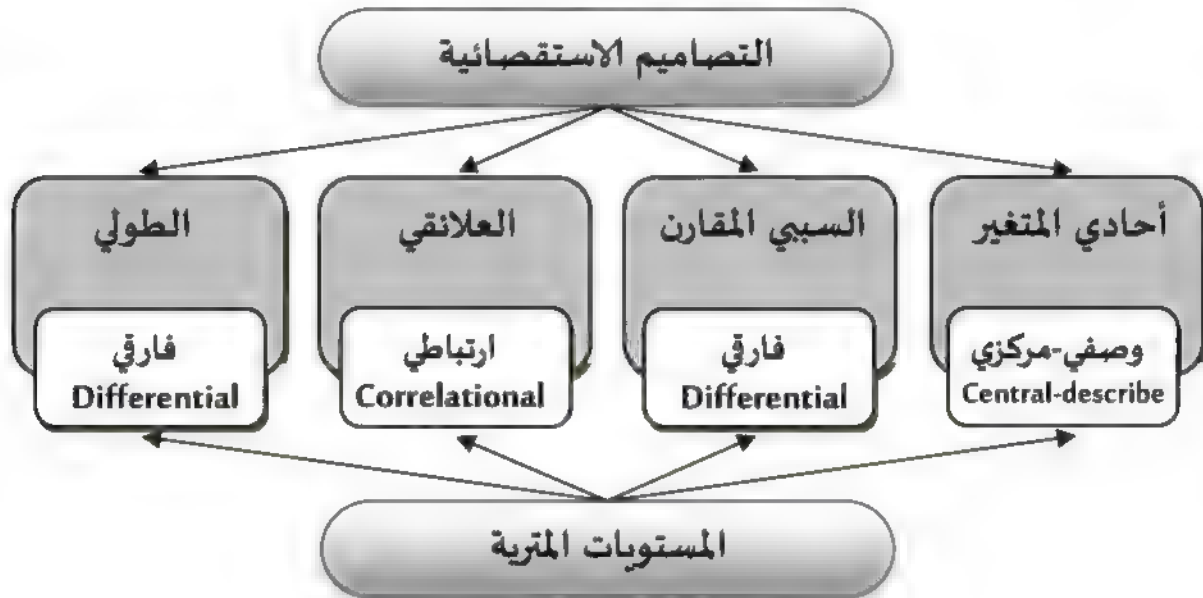 التصاميم الاستقصائية
أحادي المتغير
السببي المقارن
العلائقي
الطولي
وصفي-مركزي
Central-describe
فارقي
Differential
ارتباطي
Correlational
فارقي
Differential
المستويات المترية